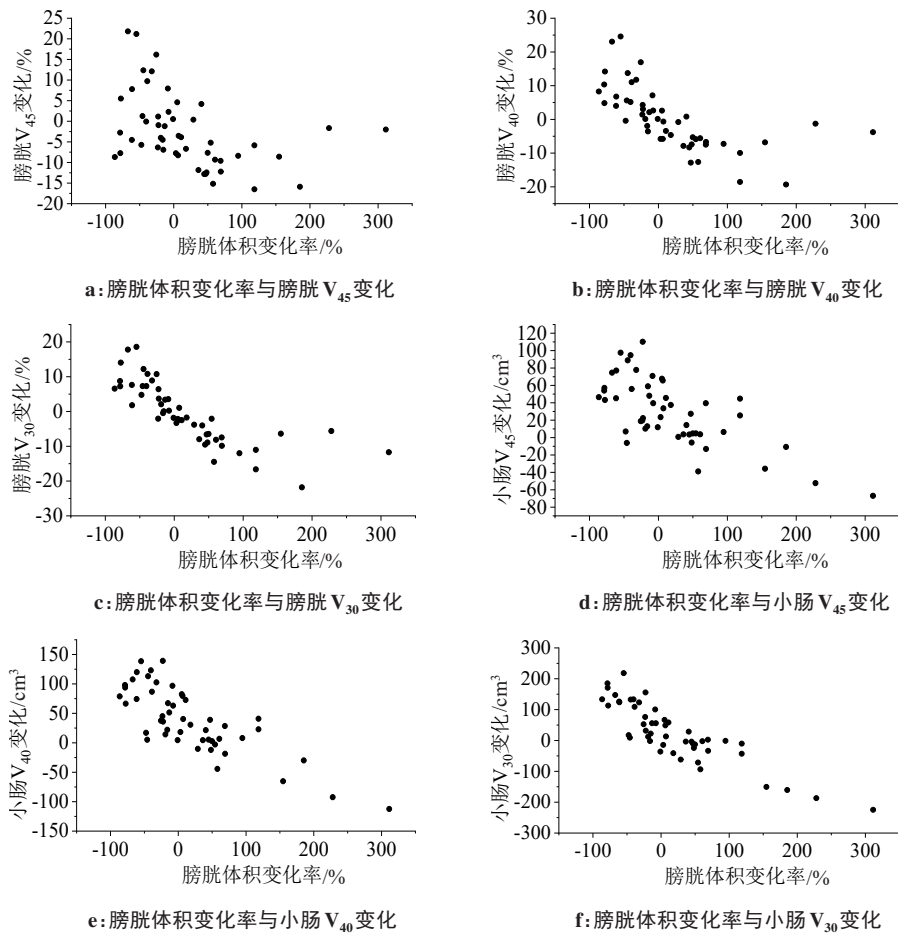 膀胱V45变化/%
25
20
15
10
5
0
-5
-10
-15
-20
-100 0 100 200 300
膀胱体积变化率/%
a:膀胱体积变化率与膀胱V45变化
膀胱V40变化/%
30
20
10
0
-10
-20
-100 0 100 200 300
膀胱体积变化率/%
b:膀胱体积变化率与膀胱V40变化
膀胱V30变化/%
20
10
0
-10
-20
-30
-100 0 100 200 300
膀胱体积变化率/%
c:膀胱体积变化率与膀胱V30变化
小肠V45变化/cm³
120
100
80
60
40
20
0
-20
-40
-60
-80
-100 0 100 200 300
膀胱体积变化率/%
d:膀胱体积变化率与小肠V45变化
小肠V40变化/cm³
150
100
50
0
-50
-100
-150
-100 0 100 200 300
膀胱体积变化率/%
e:膀胱体积变化率与小肠V40变化
小肠V30变化/cm³
300
200
100
0
-100
-200
-300
-100 0 100 200 300
膀胱体积变化率/%
f:膀胱体积变化率与小肠V30变化